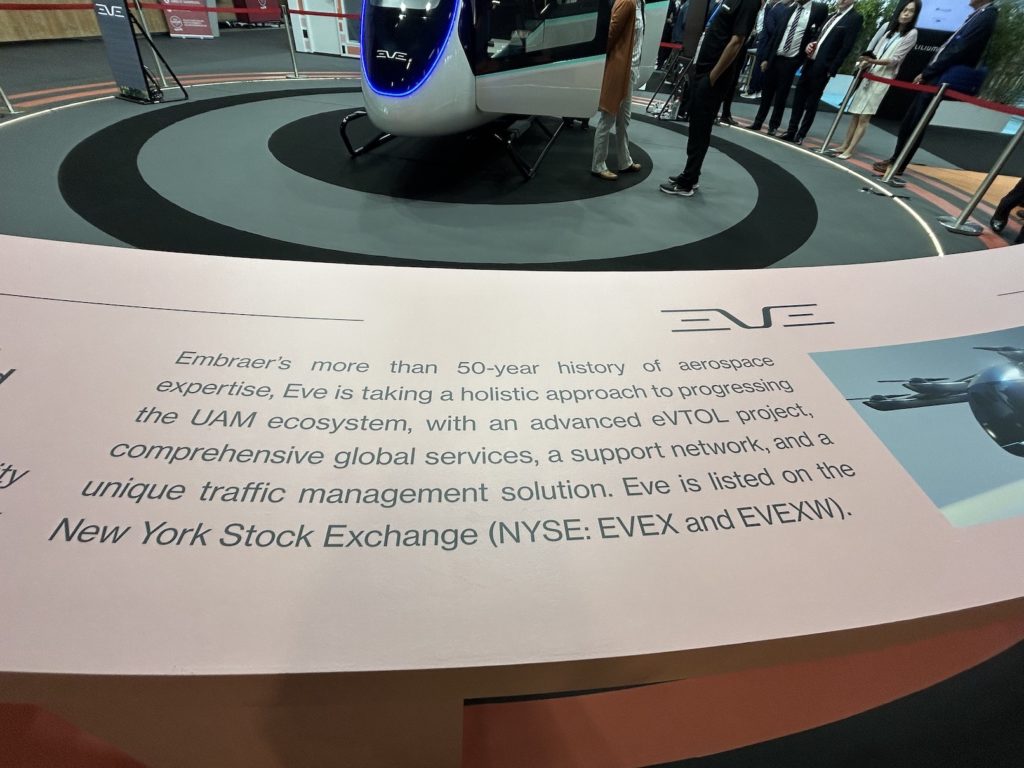 EVE
EVE
LILIUM
EVE
Embraer's more than 50-year history of aerospace
expertise, Eve is taking a holistic approach to progressing
the UAM ecosystem, with an advanced eVTOL project,
comprehensive global services, a support network, and a
unique traffic management solution. Eve is listed on the
New York Stock Exchange (NYSE: EVEX and EVEXW).